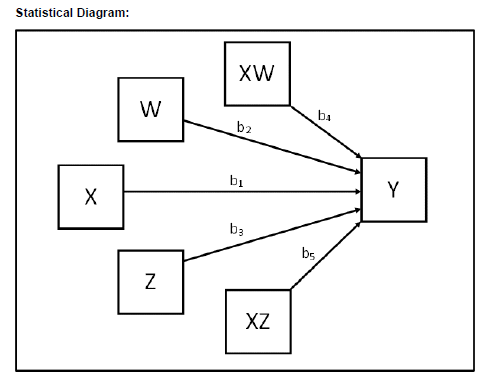 Statistical Diagram:
XW
W
b₄
b₂
X
b₁
Y
b₃
Z
b₅
XZ